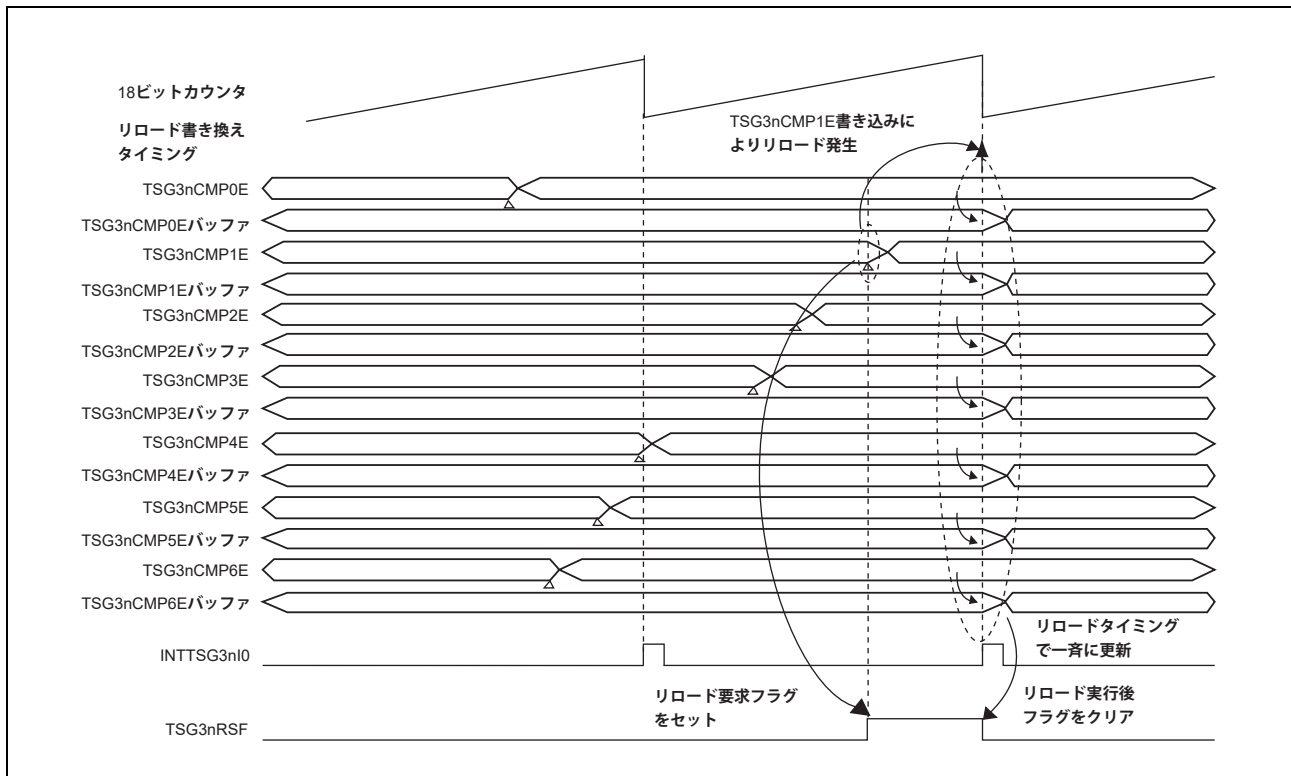 18ビットカウンタ
リロード書き換え
タイミング
TSG3nCMP1E書き込みに
よりリロード発生
TSG3nCMP0E
TSG3nCMP0Eバッファ
TSG3nCMP1E
TSG3nCMP1Eバッファ
TSG3nCMP2E
TSG3nCMP2Eバッファ
TSG3nCMP3E
TSG3nCMP3Eバッファ
TSG3nCMP4E
TSG3nCMP4Eバッファ
TSG3nCMP5E
TSG3nCMP5Eバッファ
TSG3nCMP6E
TSG3nCMP6Eバッファ
リロードタイミング
で一斉に更新
INTTSG3nI0
リロード要求フラグ
をセット
リロード実行後
フラグをクリア
TSG3nRSF